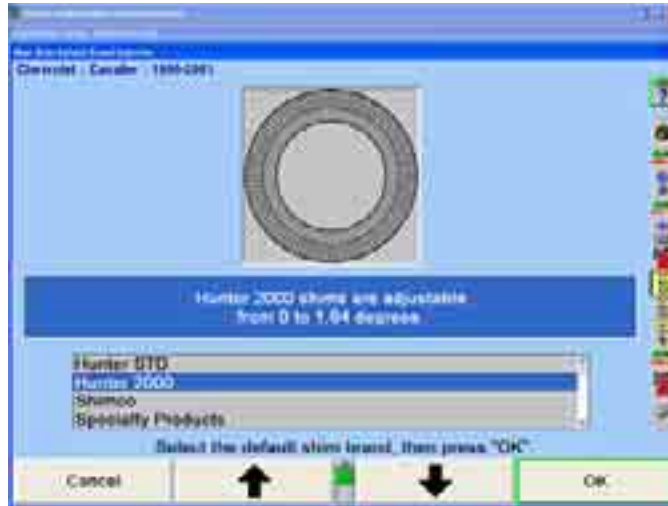 Chevrolet : Cavalier : 1995-2001
Hunter 2000 shims are adjustable
from 0 to 1.64 degrees
Hunter STD
Hunter 2000
Shimco
Specialty Products
Select the default shim brand, then press "OK".
Cancel
OK